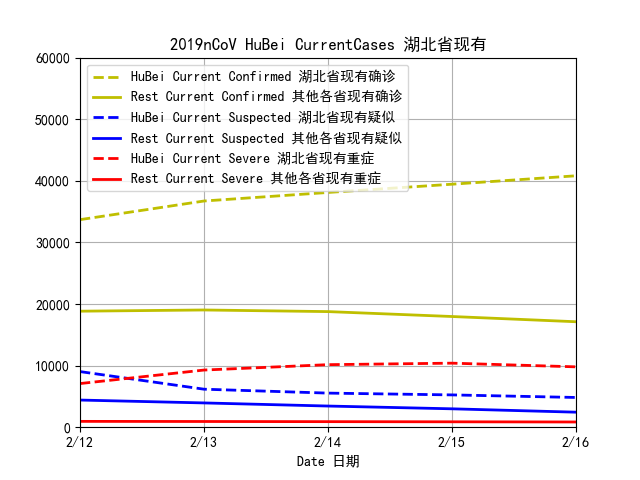 2019nCoV HuBei CurrentCases 湖北省现有
60000
50000
40000
30000
20000
10000
0
HuBei Current Confirmed 湖北省现有确诊
Rest Current Confirmed 其他各省现有确诊
HuBei Current Suspected 湖北省现有疑似
Rest Current Suspected 其他各省现有疑似
HuBei Current Severe 湖北省现有重症
Rest Current Severe 其他各省现有重症
2/12 2/13 2/14 2/15 2/16
Date 日期